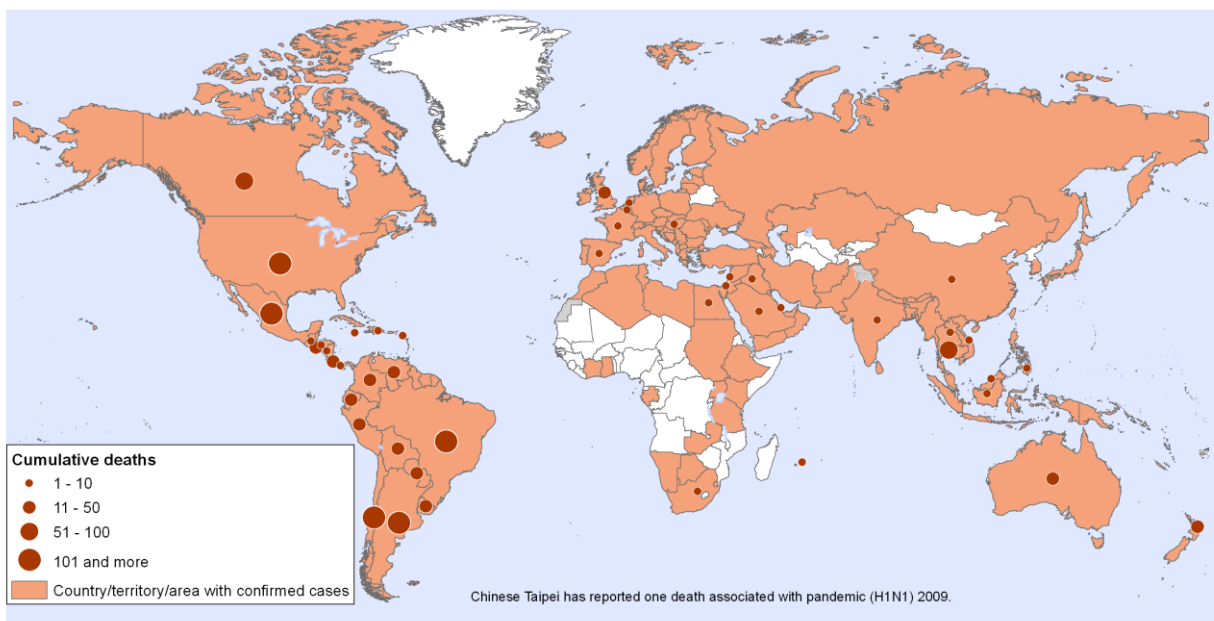 Cumulative deaths
1 - 10
11 - 50
51 - 100
101 and more
Country/territory/area with confirmed cases
Chinese Taipei has reported one death associated with pandemic (H1N1) 2009.